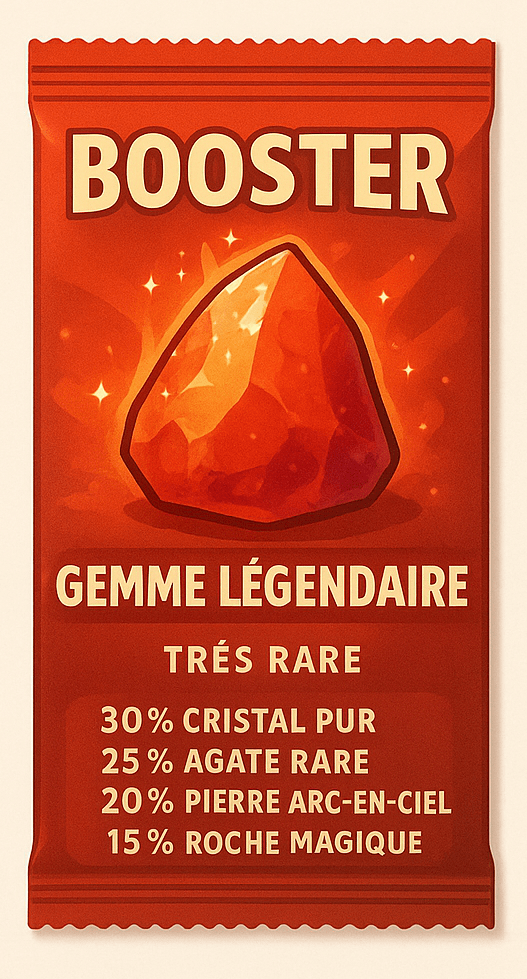 BOOSTER
GEMME LÉGENDAIRE
TRÉS RARE
30% CRISTAL PUR
25% AGATE RARE
20% PIERRE ARC-EN-CIEL
15% ROCHE MAGIQUE